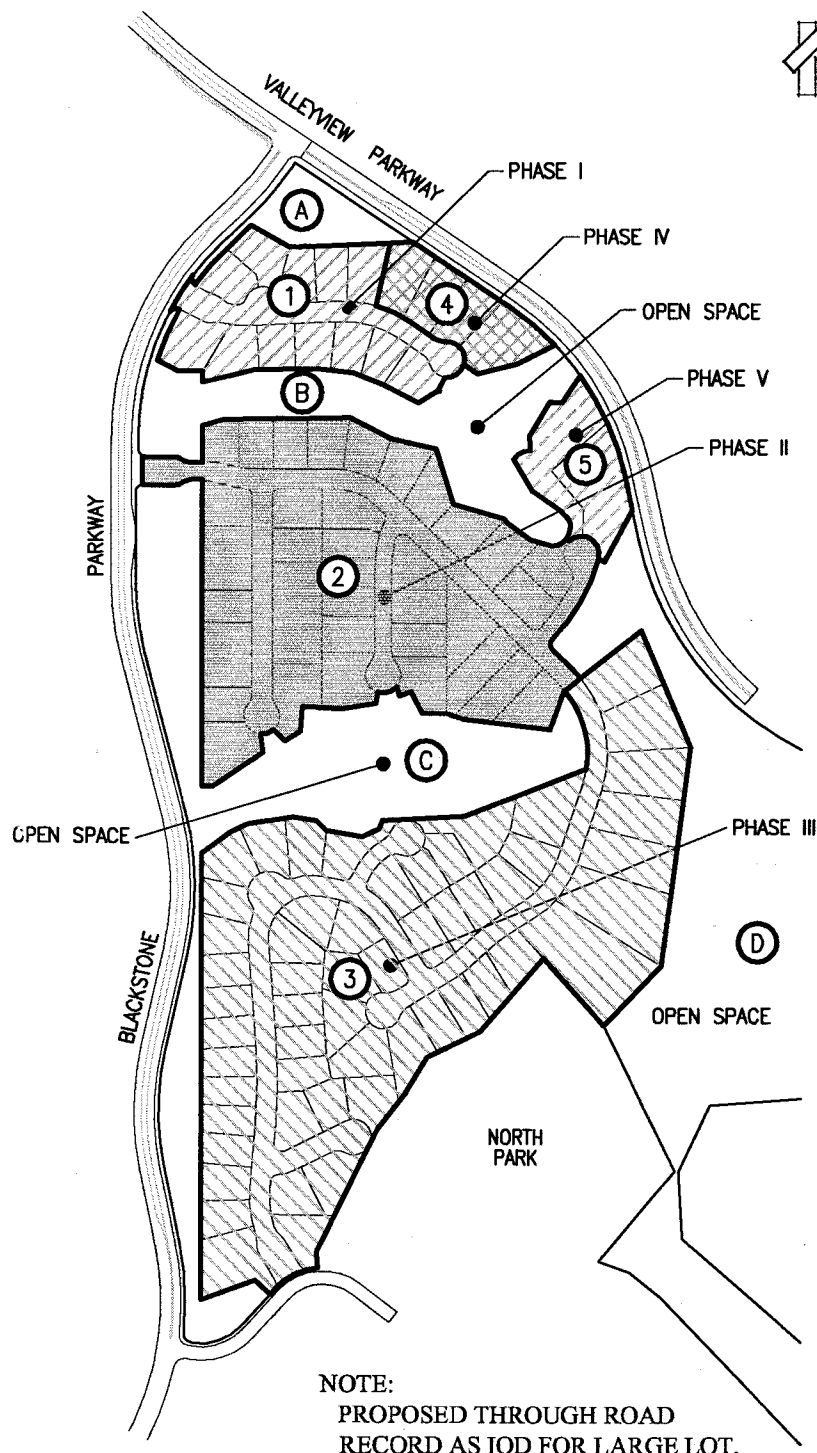 VALLEYVIEW PARKWAY
PHASE I
A
PHASE IV
1
4
OPEN SPACE
B
PHASE V
PHASE II
5
PARKWAY
2
C
OPEN SPACE
PHASE III
BLACKSTONE
3
D
OPEN SPACE
NORTH
PARK
NOTE:
PROPOSED THROUGH ROAD
RECORD AS IOD FOR LARGE LOT.